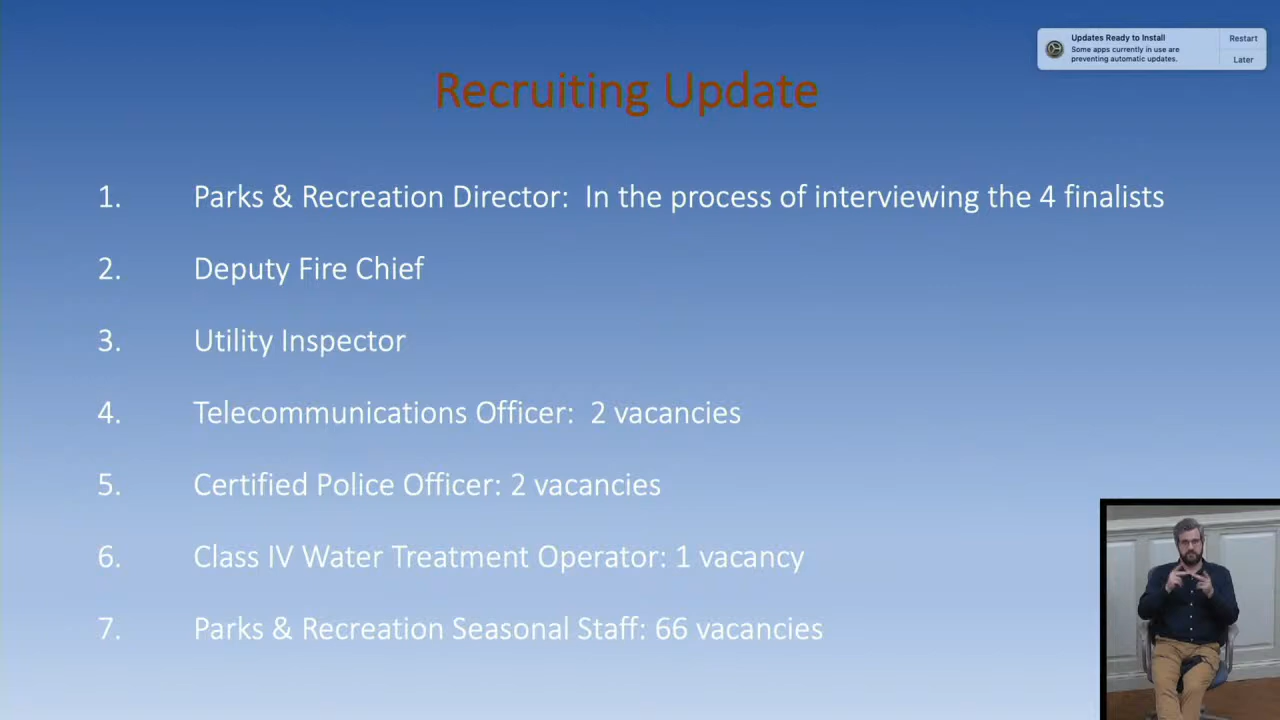 Updates Ready to Install
Restart
Some apps currently in use are
preventing automatic updates.
Later
Recruiting Update
1. Parks & Recreation Director:  In the process of interviewing the 4 finalists
2. Deputy Fire Chief
3. Utility Inspector
4. Telecommunications Officer:  2 vacancies
5. Certified Police Officer: 2 vacancies
6. Class IV Water Treatment Operator: 1 vacancy
7. Parks & Recreation Seasonal Staff: 66 vacancies